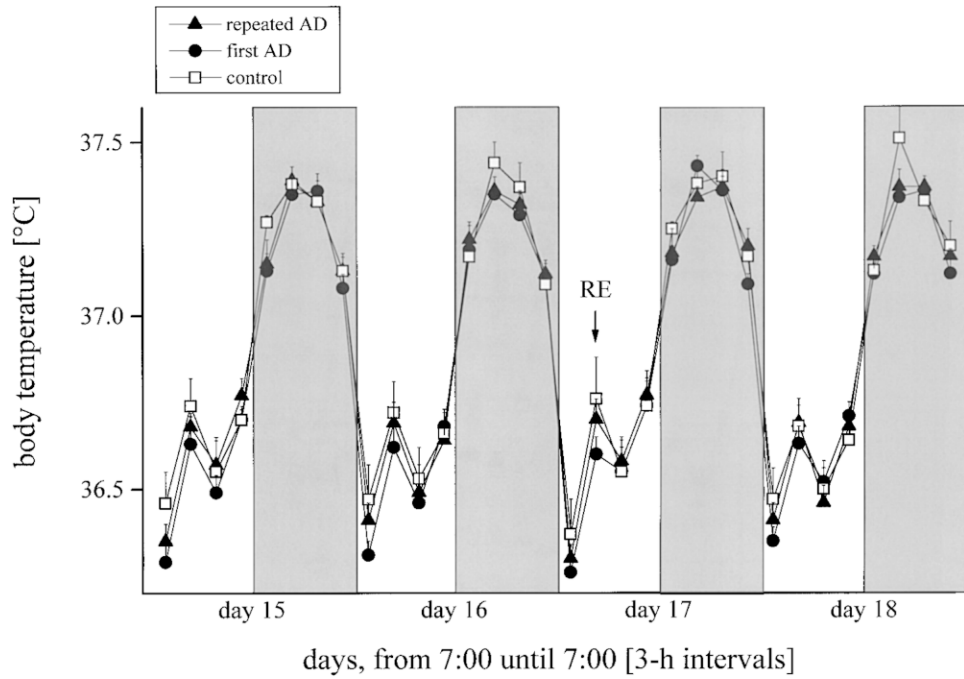 repeated AD
first AD
control
37.5
37.0
36.5
body temperature [°C]
RE
day 15
day 16
day 17
day 18
days, from 7:00 until 7:00 [3-h intervals]